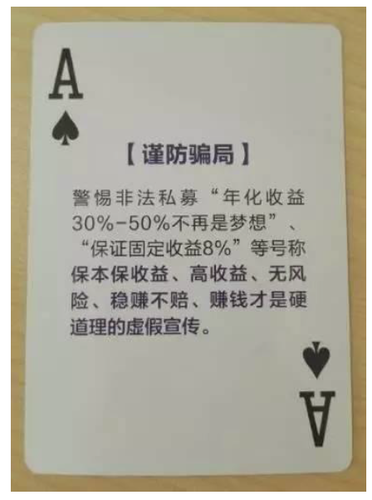 A
【谨防骗局】
警惕非法私募“年化收益
30%-50%不再是梦想”、
“保证固定收益8%”等号称
保本保收益、高收益、无风
险、稳赚不赔、赚钱才是硬
道理的虚假宣传。
A